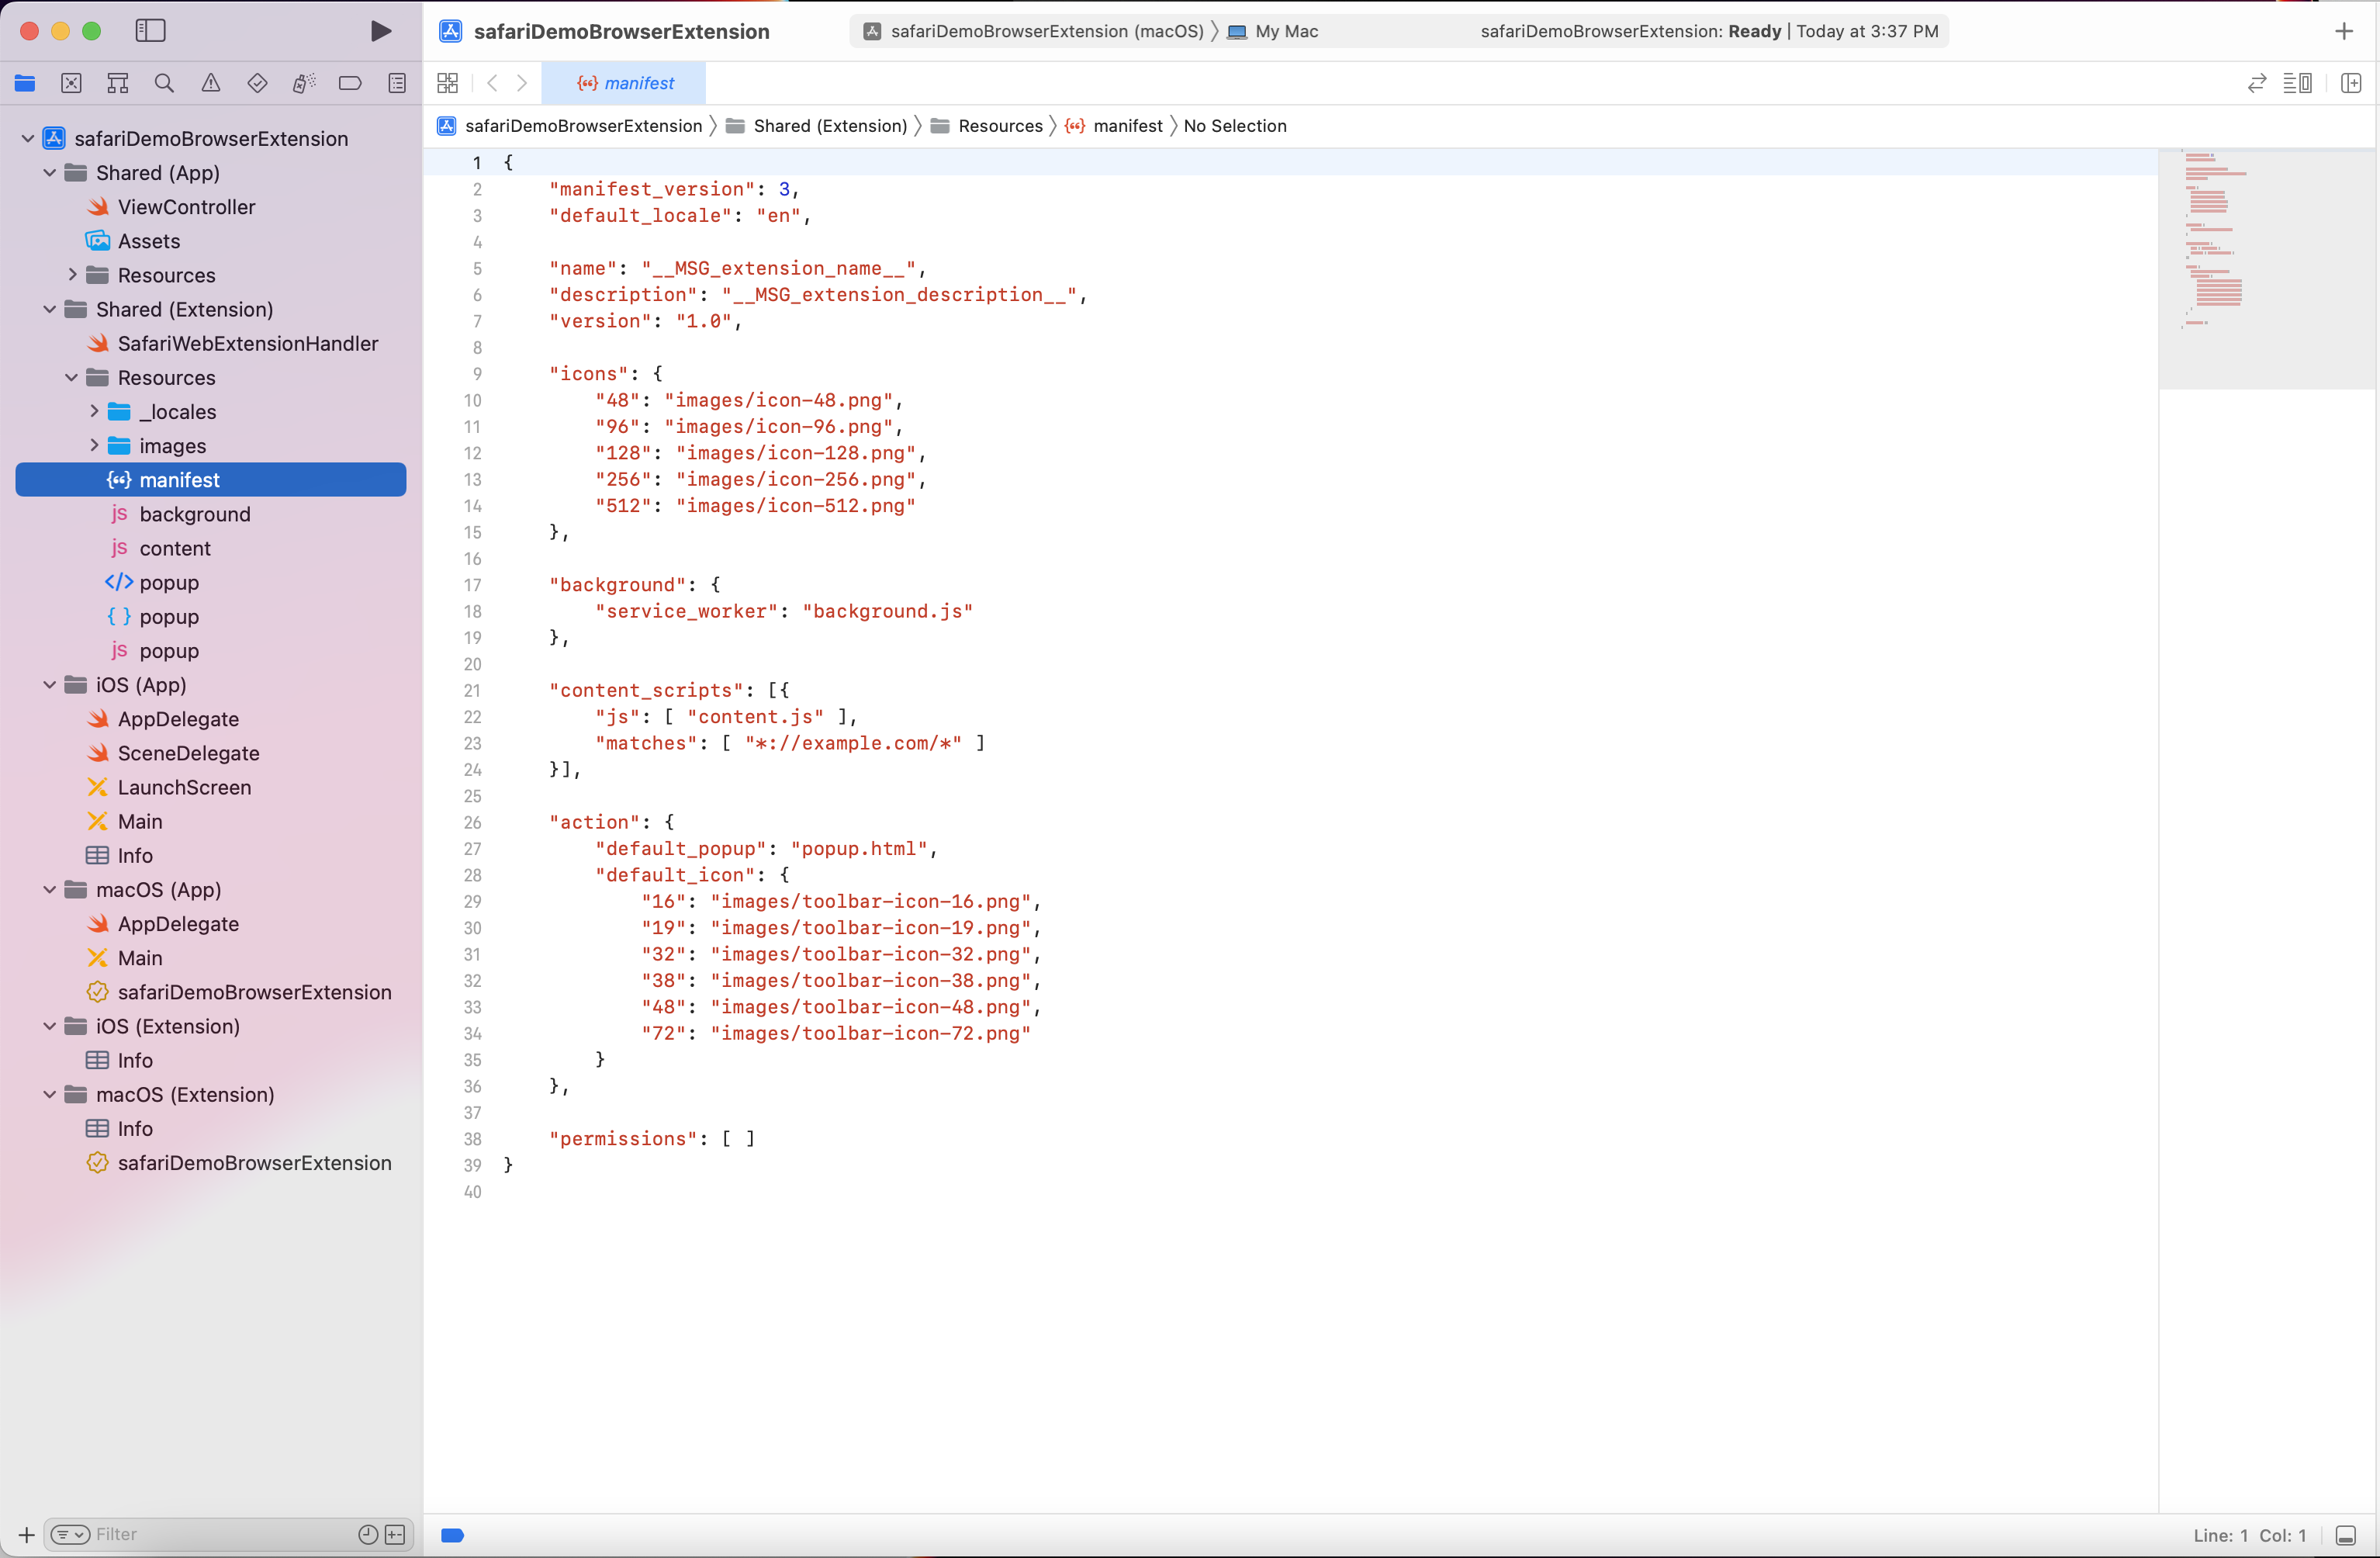 safariDemoBrowserExtension
safariDemoBrowserExtension (macOS) My Mac
safariDemoBrowserExtension: Ready | Today at 3:37 PM
manifest
safariDemoBrowserExtension Shared (Extension) Resources manifest No Selection
safariDemoBrowserExtension
Shared (App)
ViewController
Assets
Resources
Shared (Extension)
SafariWebExtensionHandler
Resources
_locales
images
manifest
JS background
JS content
</> popup
{ } popup
JS popup
iOS (App)
AppDelegate
SceneDelegate
LaunchScreen
Main
Info
macOS (App)
AppDelegate
Main
safariDemoBrowserExtension
iOS (Extension)
Info
macOS (Extension)
Info
safariDemoBrowserExtension
Filter
1 {
2     "manifest_version": 3,
3     "default_locale": "en",
4
5     "name": "__MSG_extension_name__",
6     "description": "__MSG_extension_description__",
7     "version": "1.0",
8
9     "icons": {
10         "48": "images/icon-48.png",
11         "96": "images/icon-96.png",
12         "128": "images/icon-128.png",
13         "256": "images/icon-256.png",
14         "512": "images/icon-512.png"
15     },
16
17     "background": {
18         "service_worker": "background.js"
19     },
20
21     "content_scripts": [{
22         "js": [ "content.js" ],
23         "matches": [ "*://example.com/*" ]
24     }],
25
26     "action": {
27         "default_popup": "popup.html",
28         "default_icon": {
29             "16": "images/toolbar-icon-16.png",
30             "19": "images/toolbar-icon-19.png",
31             "32": "images/toolbar-icon-32.png",
32             "38": "images/toolbar-icon-38.png",
33             "48": "images/toolbar-icon-48.png",
34             "72": "images/toolbar-icon-72.png"
35         }
36     },
37
38     "permissions": [ ]
39 }
40
Line: 1 Col: 1